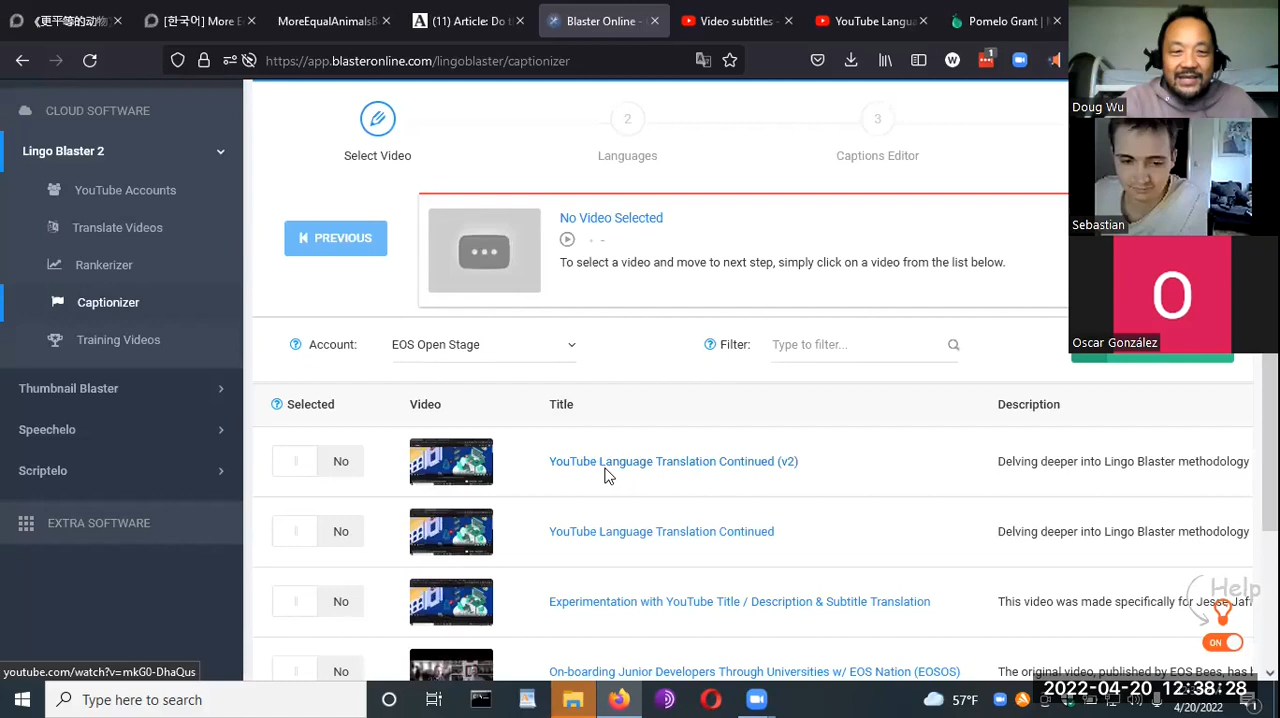 《更平等的动物
[한국어] More E
MoreEqualAnimalsB
A (11) Article: Do t
Blaster Online -
Video subtitles -
YouTube Langua
Pomelo Grant | M
https://app.blasteronline.com/lingoblaster/captionizer
W
1
CLOUD SOFTWARE
Lingo Blaster 2
YouTube Accounts
Translate Videos
Rankerizer
Captionizer
Training Videos
Thumbnail Blaster
Speechelo
Scriptelo
EXTRA SOFTWARE
2
3
Select Video
Languages
Captions Editor
PREVIOUS
No Video Selected
-
To select a video and move to next step, simply click on a video from the list below.
? Account:
EOS Open Stage
? Filter:
Type to filter...
? Selected
Video
Title
Description
No
YouTube Language Translation Continued (v2)
Delving deeper into Lingo Blaster methodology
No
YouTube Language Translation Continued
Delving deeper into Lingo Blaster methodology
No
Experimentation with YouTube Title / Description & Subtitle Translation
This video was made specifically for Jesse Jaff
No
On-boarding Junior Developers Through Universities w/ EOS Nation (EOSOS)
The original video, published by EOS Bees, has
Help
ON
Doug Wu
Sebastian
O
Oscar González
youtube.com/watch?v=mkG0-DhaQas
Type here to search
57°F
2022-04-20 12:38:28
4/20/2022
1